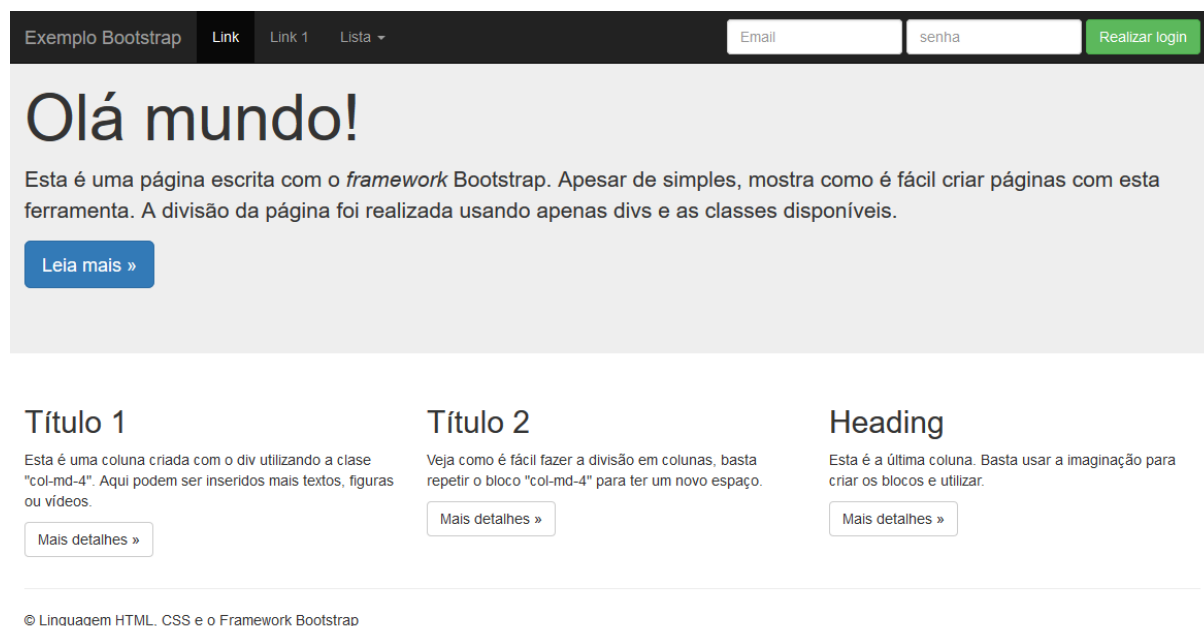 Exemplo Bootstrap Link Link 1 Lista Email senha Realizar login
Olá mundo!
Esta é uma página escrita com o framework Bootstrap. Apesar de simples, mostra como é fácil criar páginas com esta
ferramenta. A divisão da página foi realizada usando apenas divs e as classes disponíveis.
Leia mais »
Título 1
Esta é uma coluna criada com o div utilizando a clase
"col-md-4". Aqui podem ser inseridos mais textos, figuras
ou vídeos.
Mais detalhes »
Título 2
Veja como é fácil fazer a divisão em colunas, basta
repetir o bloco "col-md-4" para ter um novo espaço.
Mais detalhes »
Heading
Esta é a última coluna. Basta usar a imaginação para
criar os blocos e utilizar.
Mais detalhes »
© Linguagem HTML, CSS e o Framework Bootstrap